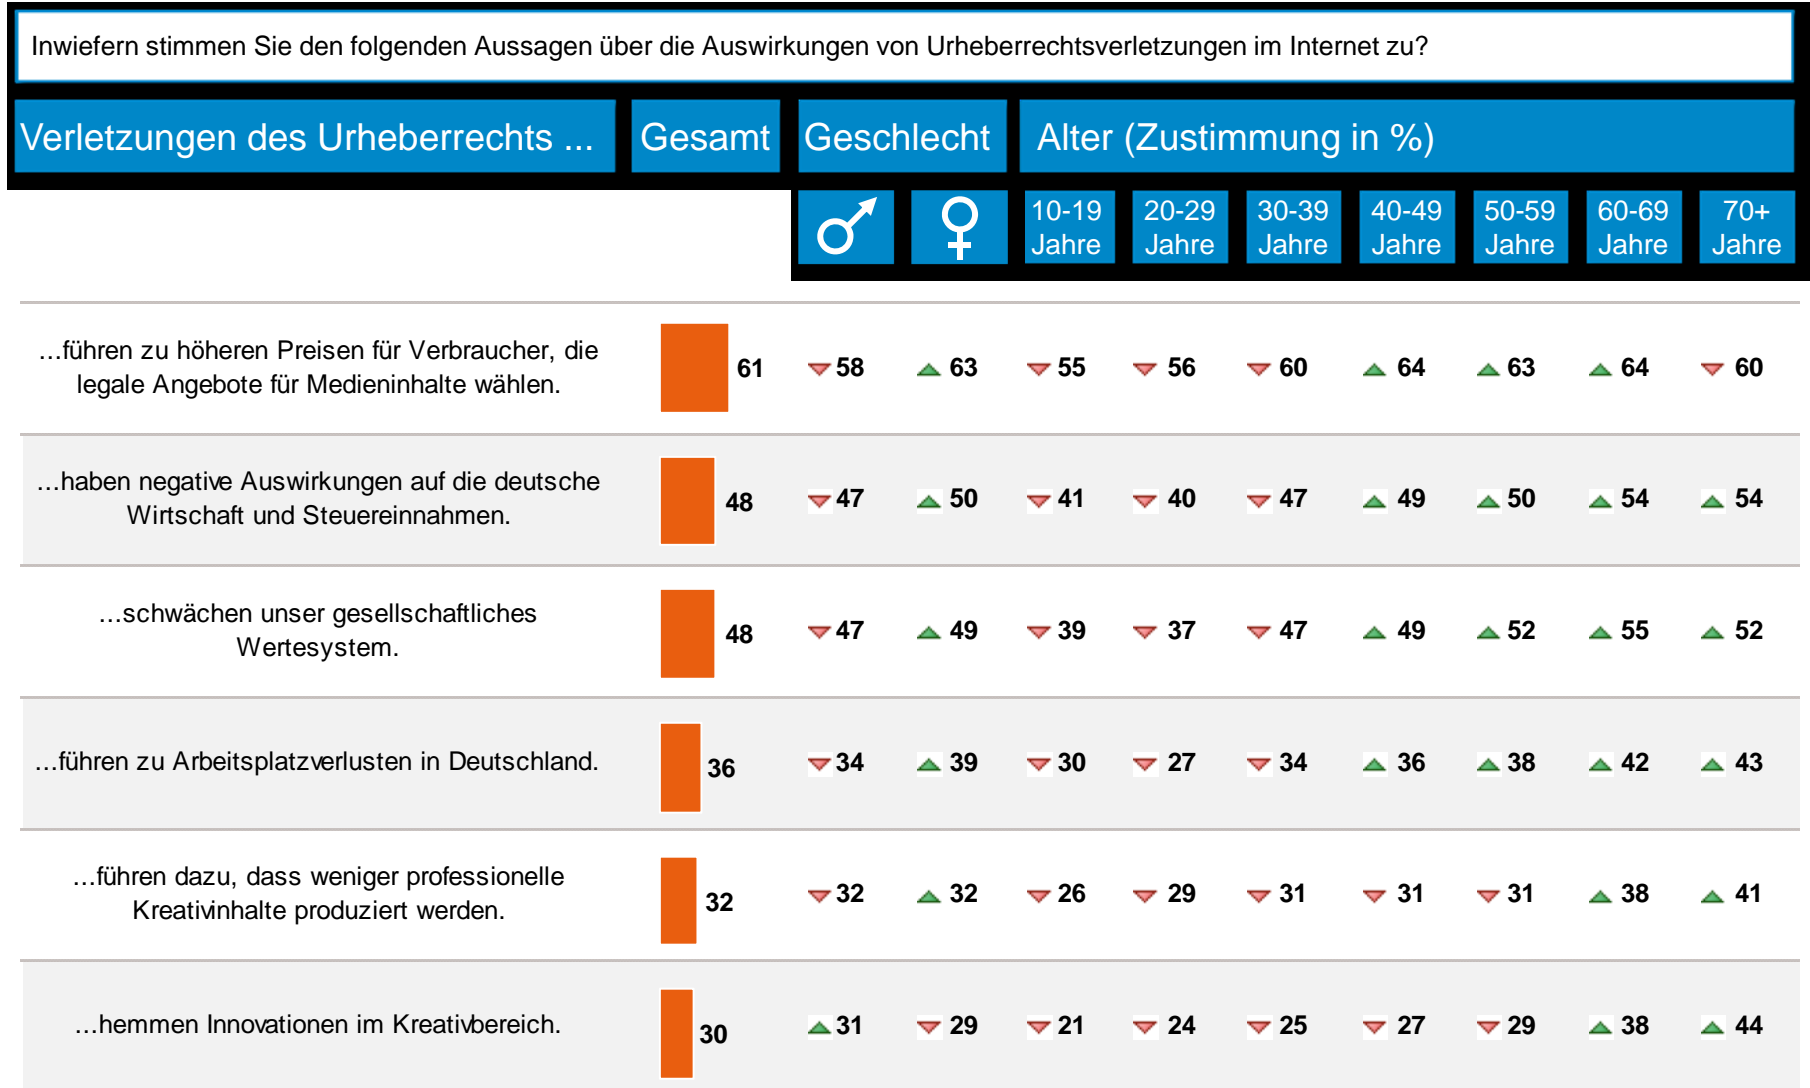 Inwiefern stimmen Sie den folgenden Aussagen über die Auswirkungen von Urheberrechtsverletzungen im Internet zu?
Verletzungen des Urheberrechts ... Gesamt Geschlecht Alter (Zustimmung in %)
10-19 Jahre 20-29 Jahre 30-39 Jahre 40-49 Jahre 50-59 Jahre 60-69 Jahre 70+ Jahre
...führen zu höheren Preisen für Verbraucher, die
legale Angebote für Medieninhalte wählen.
61 58 63 55 56 60 64 63 64 60
...haben negative Auswirkungen auf die deutsche
Wirtschaft und Steuereinnahmen.
48 47 50 41 40 47 49 50 54 54
...schwächen unser gesellschaftliches
Wertesystem.
48 47 49 39 37 47 49 52 55 52
...führen zu Arbeitsplatzverlusten in Deutschland.
36 34 39 30 27 34 36 38 42 43
...führen dazu, dass weniger professionelle
Kreativinhalte produziert werden.
32 32 32 26 29 31 31 31 38 41
...hemmen Innovationen im Kreativbereich.
30 31 29 21 24 25 27 29 38 44